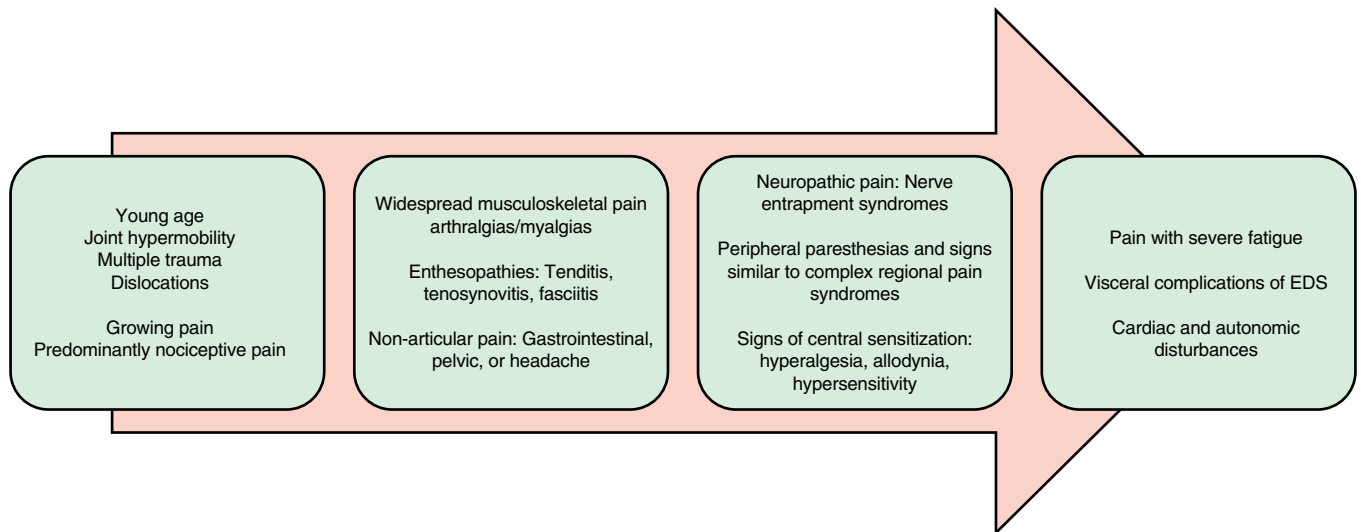 Young age
Joint hypermobility
Multiple trauma
Dislocations
Growing pain
Predominantly nociceptive pain
Widespread musculoskeletal pain
arthralgias/myalgias
Enthesopathies: Tenditis,
tenosynovitis, fasciitis
Non-articular pain: Gastrointestinal,
pelvic, or headache
Neuropathic pain: Nerve
entrapment syndromes
Peripheral paresthesias and signs
similar to complex regional pain
syndromes
Signs of central sensitization:
hyperalgesia, allodynia,
hypersensitivity
Pain with severe fatigue
Visceral complications of EDS
Cardiac and autonomic
disturbances